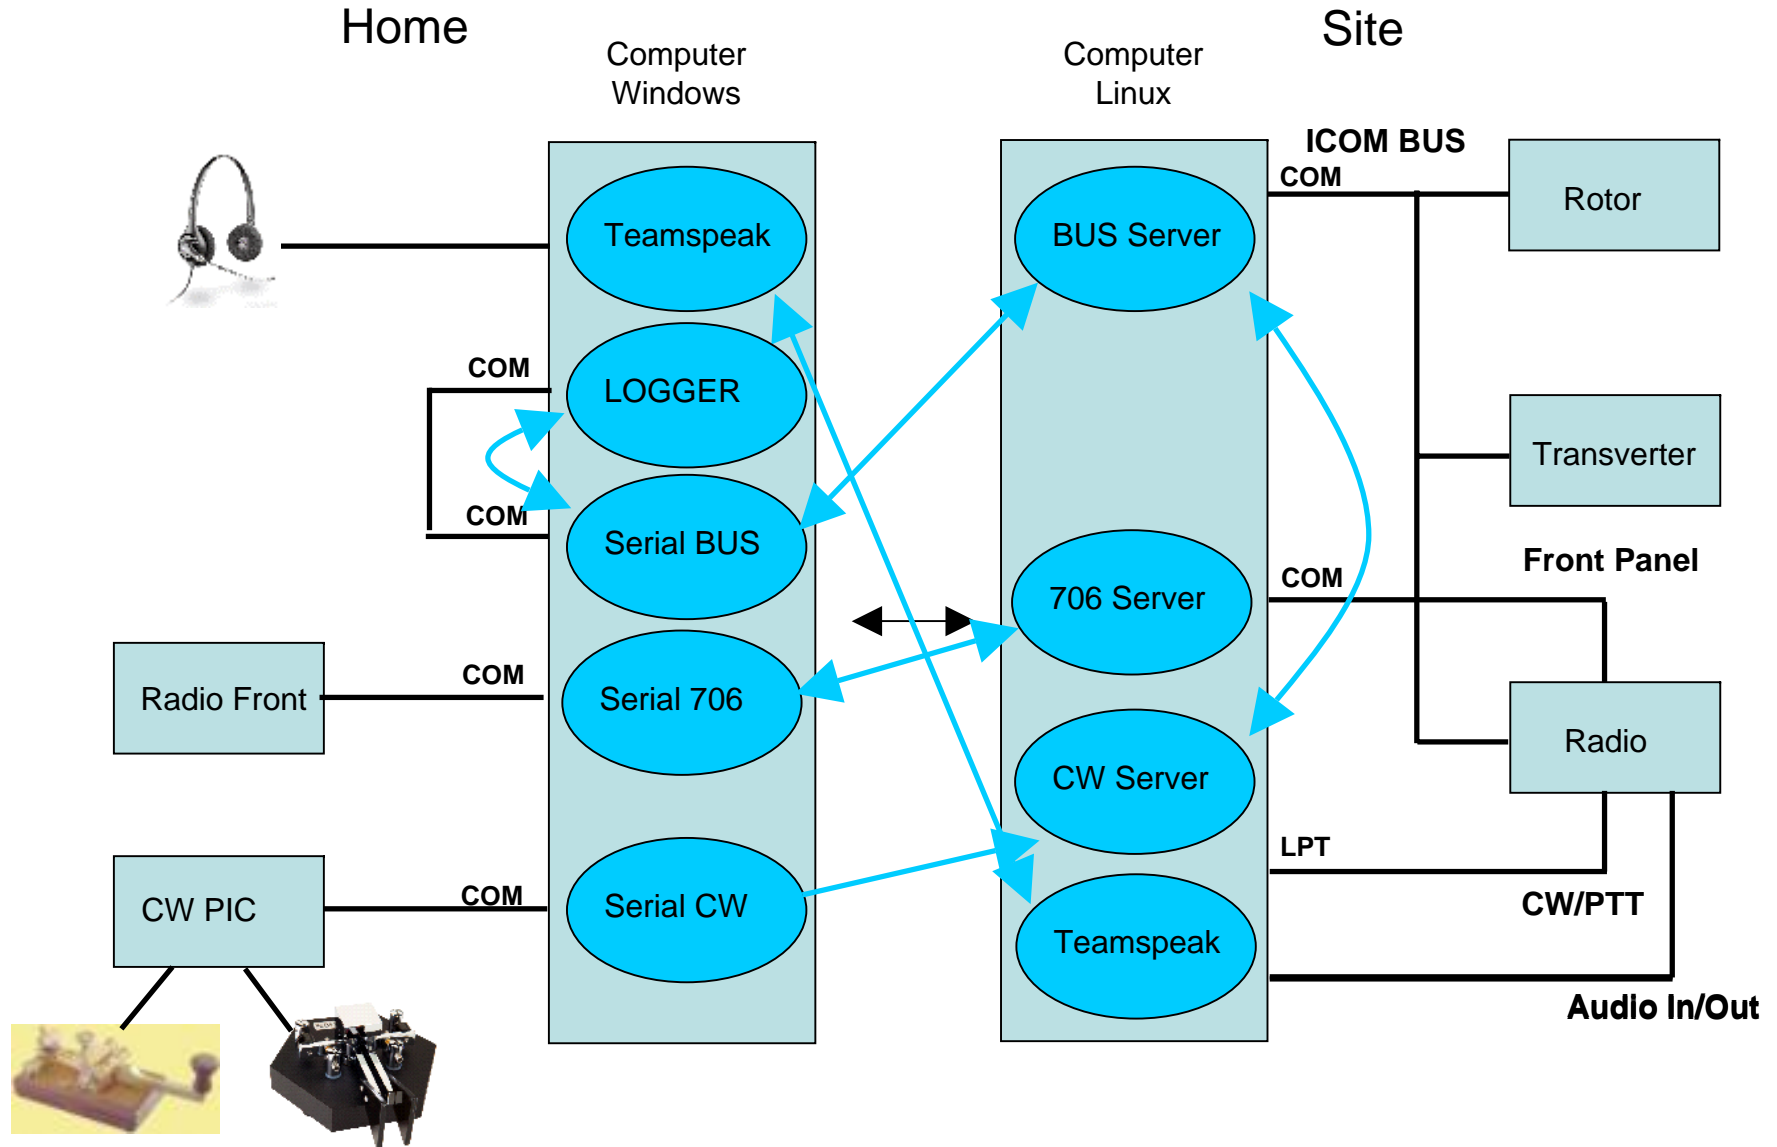 Home
Site
Computer
Windows
Computer
Linux
ICOM BUS
COM
Rotor
Teamspeak
BUS Server
COM
LOGGER
Transverter
COM
Serial BUS
Front Panel
COM
706 Server
Radio Front
COM
Serial 706
Radio
CW Server
LPT
CW PIC
COM
Serial CW
CW/PTT
Teamspeak
Audio In/Out